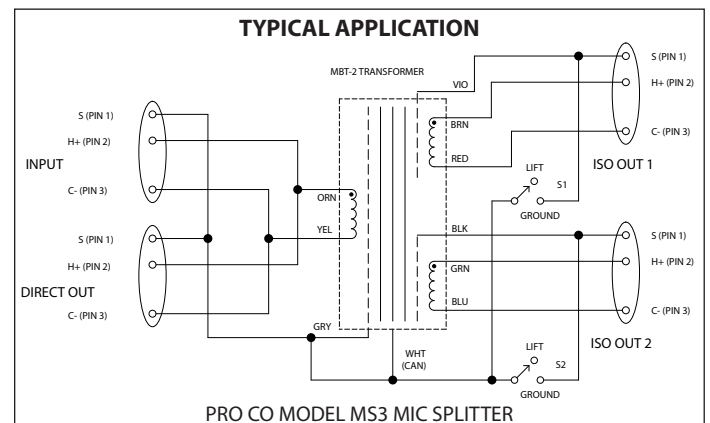 TYPICAL APPLICATION
MBT-2 TRANSFORMER
S (PIN 1)
H+ (PIN 2)
INPUT
C- (PIN 3)
S (PIN 1)
H+ (PIN 2)
DIRECT OUT
C- (PIN 3)
ORN
YEL
GRY
WHT
(CAN)
VIO
BRN
RED
BLK
GRN
BLU
S (PIN 1)
H+ (PIN 2)
C- (PIN 3)
ISO OUT 1
LIFT
S1
GROUND
S (PIN 1)
H+ (PIN 2)
C- (PIN 3)
ISO OUT 2
LIFT
S2
GROUND
PRO CO MODEL MS3 MIC SPLITTER